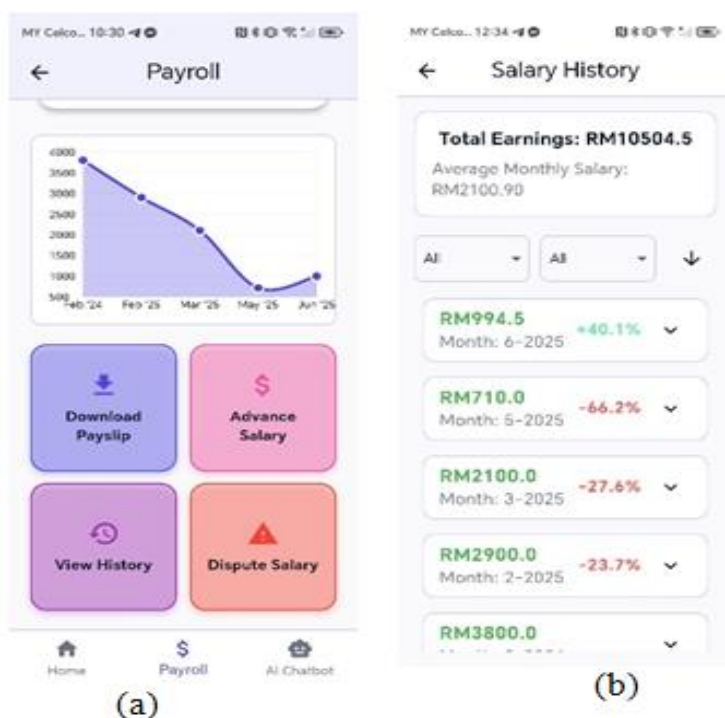 MY Celco... 10:30
Payroll
4000
3500
3000
2500
2000
1500
1000
500
Feb '24 Feb '25 Mar '25 May '25 Jun '25
Download
Payslip
Advance
Salary
View History
Dispute Salary
Home
Payroll
AI Chatbot
(a)
MY Celco... 12:34
Salary History
Total Earnings: RM10504.5
Average Monthly Salary:
RM2100.90
All
All
RM994.5
+40.1%
Month: 6-2025
RM710.0
-66.2%
Month: 5-2025
RM2100.0
-27.6%
Month: 3-2025
RM2900.0
-23.7%
Month: 2-2025
RM3800.0
(b)